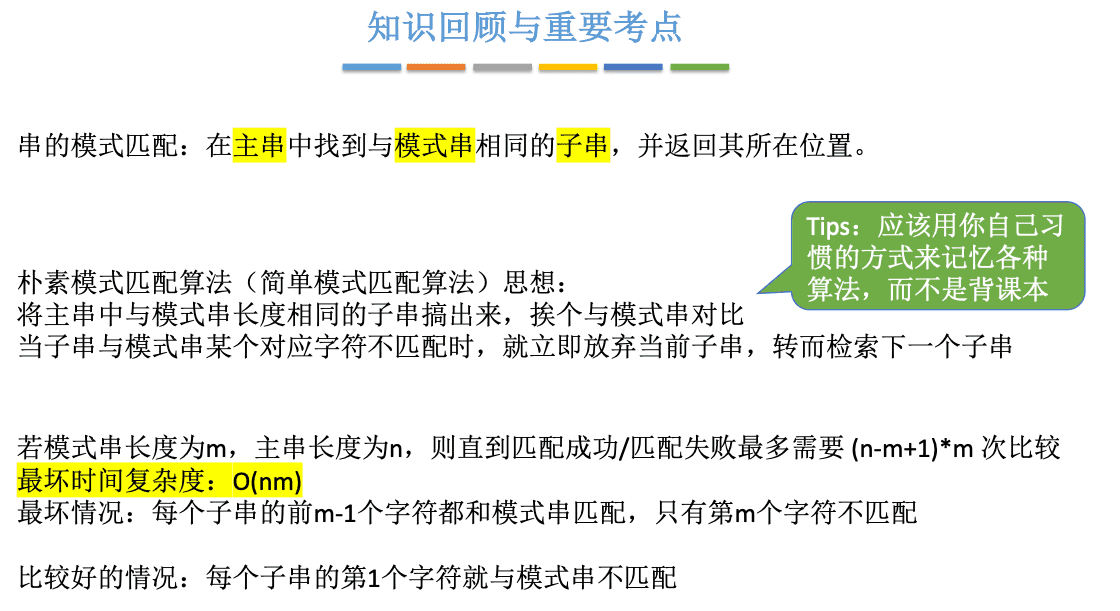 知识回顾与重要考点
串的模式匹配：在主串中找到与模式串相同的子串，并返回其所在位置。
Tips：应该用你自己习
惯的方式来记忆各种
算法，而不是背课本
朴素模式匹配算法（简单模式匹配算法）思想：
将主串中与模式串长度相同的子串搞出来，挨个与模式串对比
当子串与模式串某个对应字符不匹配时，就立即放弃当前子串，转而检索下一个子串
若模式串长度为m，主串长度为n，则直到匹配成功/匹配失败最多需要 (n-m+1)*m 次比较
最坏时间复杂度：O(nm)
最坏情况：每个子串的前m-1个字符都和模式串匹配，只有第m个字符不匹配
比较好的情况：每个子串的第1个字符就与模式串不匹配